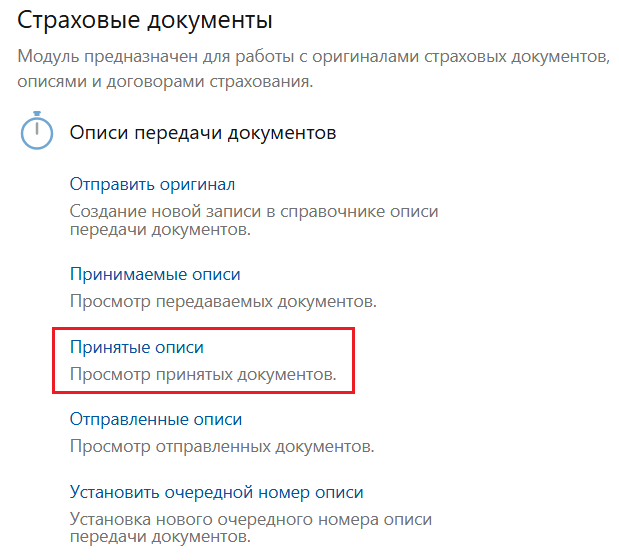 Страховые документы
Модуль предназначен для работы с оригиналами страховых документов,
описями и договорами страхования.
Описи передачи документов
Отправить оригинал
Создание новой записи в справочнике описи
передачи документов.
Принимаемые описи
Просмотр передаваемых документов.
Принятые описи
Просмотр принятых документов.
Отправленные описи
Просмотр отправленных документов.
Установить очередной номер описи
Установка нового очередного номера описи
передачи документов.